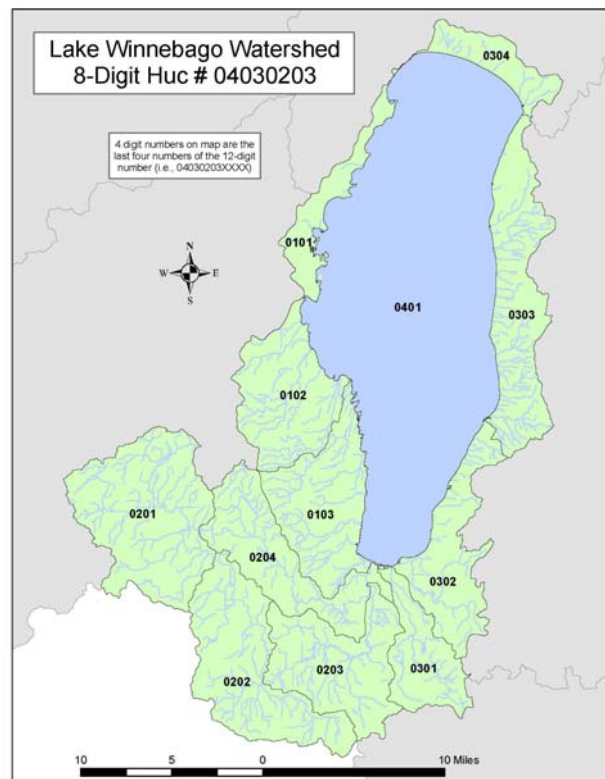 Lake Winnebago Watershed
8-Digit Huc # 04030203
0304
4 digit numbers on map are the
last four numbers of the 12-digit
number (i.e., 04030203XXXX)
0101
N
W E
S
0401
0303
0102
0201
0103
0204
0302
0202
0203
0301
10 5 0 10 Miles